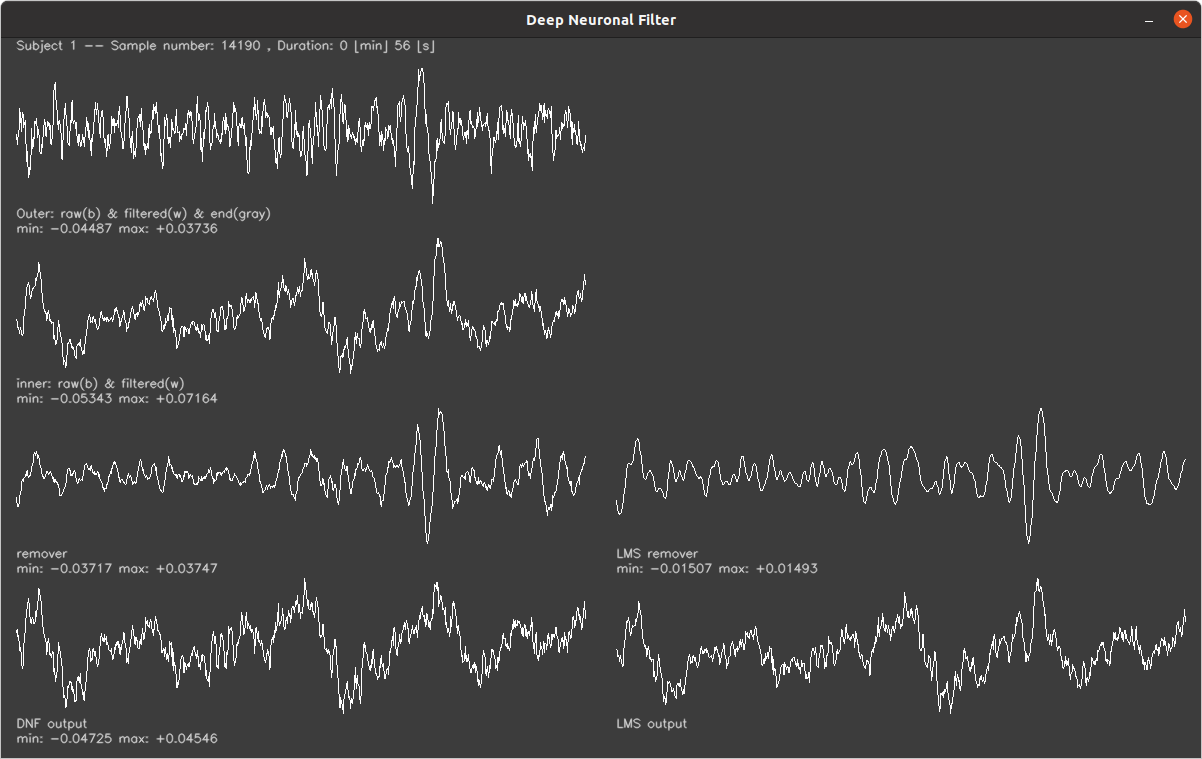 Deep Neuronal Filter
Subject 1 -- Sample number: 14190 , Duration: 0 [min] 56 [s]
Outer: raw(b) & filtered(w) & end(gray)
min: -0.04487 max: +0.03736
inner: raw(b) & filtered(w)
min: -0.05343 max: +0.07164
remover
min: -0.03717 max: +0.03747
LMS remover
min: -0.01507 max: +0.01493
DNF output
min: -0.04725 max: +0.04546
LMS output